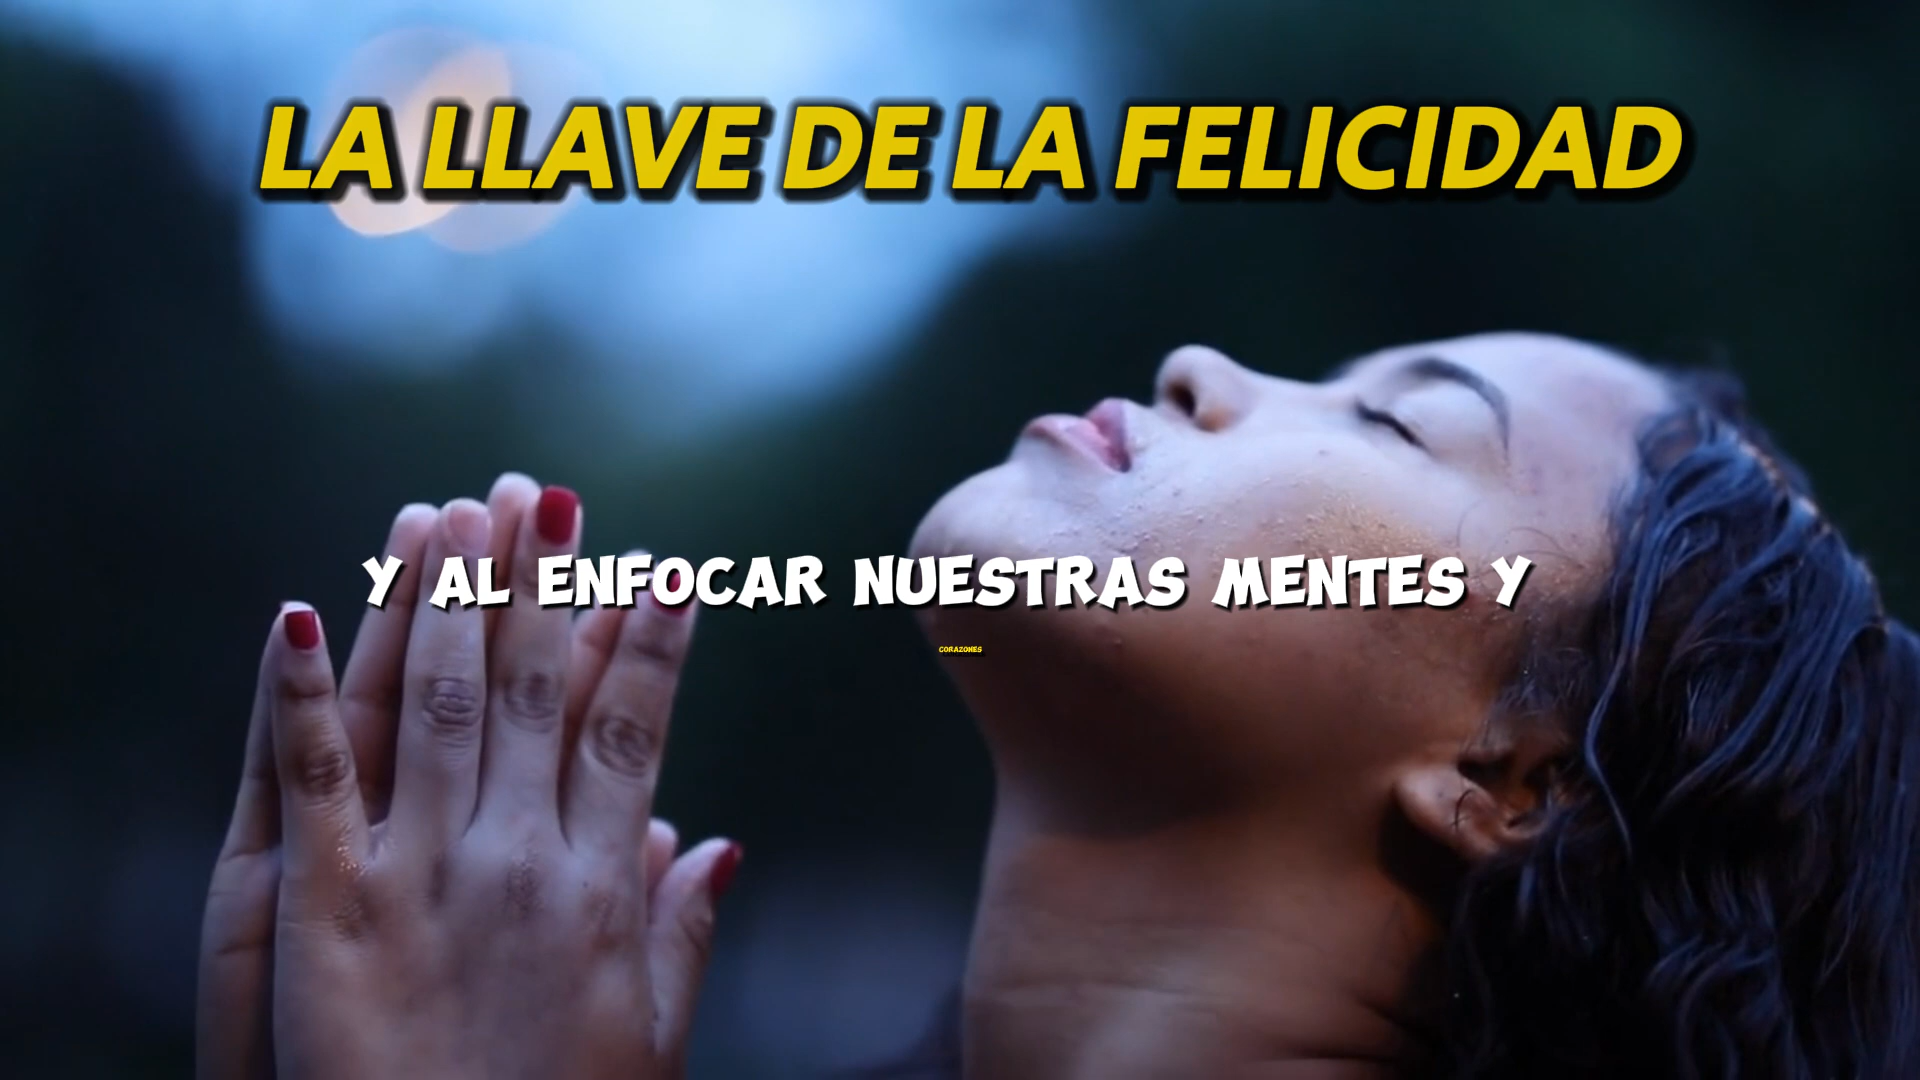 LA LLAVE DE LA FELICIDAD
Y AL ENFOCAR NUESTRAS MENTES Y
CORAZONES